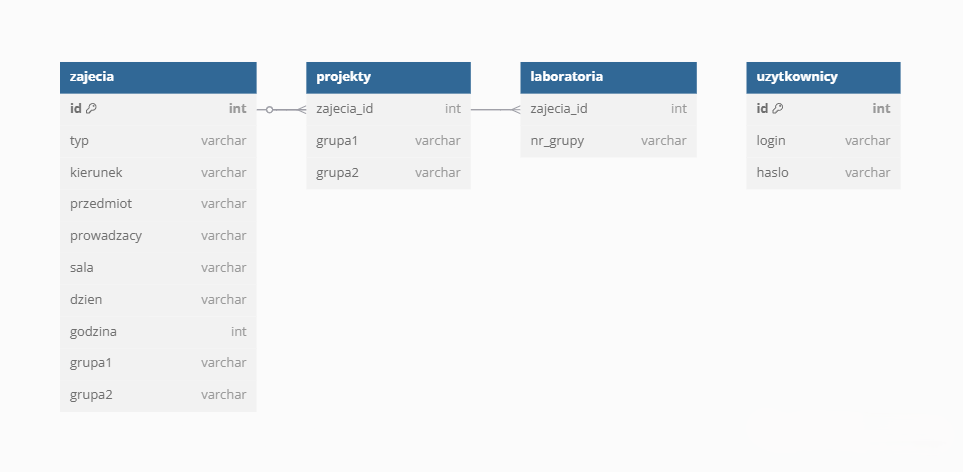 zajecia
id int
typ varchar
kierunek varchar
przedmiot varchar
prowadzacy varchar
sala varchar
dzien varchar
godzina int
grupa1 varchar
grupa2 varchar
projekty
zajecia_id int
grupa1 varchar
grupa2 varchar
laboratoria
zajecia_id int
nr_grupy varchar
uzytkownicy
id int
login varchar
haslo varchar